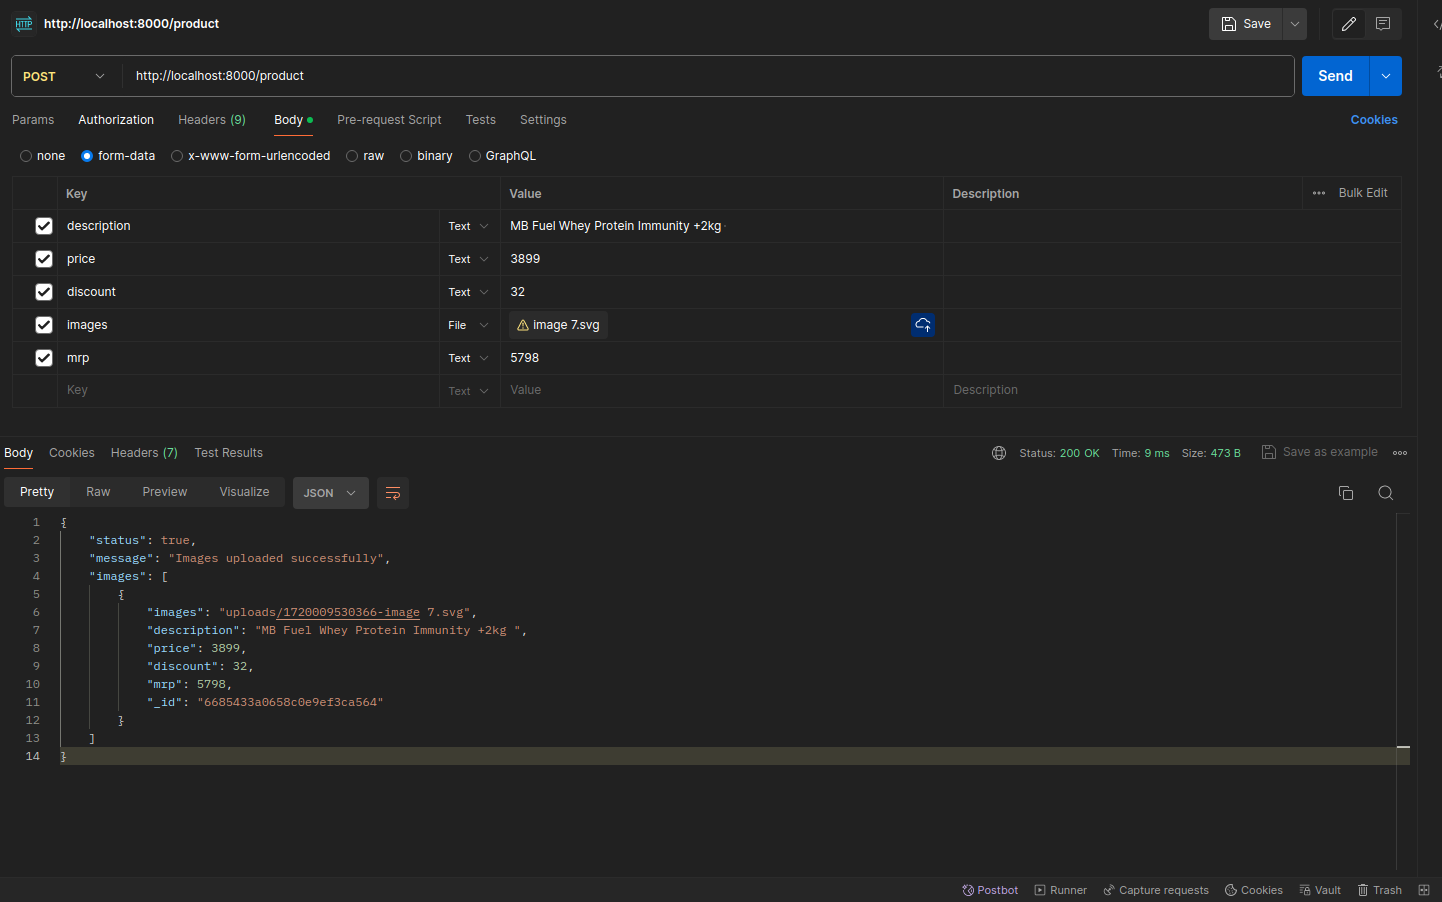 HTTP http://localhost:8000/product Save
POST http://localhost:8000/product Send
Params Authorization Headers (9) Body Pre-request Script Tests Settings Cookies
none form-data x-www-form-urlencoded raw binary GraphQL
Key Value Description Bulk Edit
description Text MB Fuel Whey Protein Immunity +2kg
price Text 3899
discount Text 32
images File image 7.svg
mrp Text 5798
Key Text Value Description
Body Cookies Headers (7) Test Results Status: 200 OK Time: 9 ms Size: 473 B Save as example
Pretty Raw Preview Visualize JSON
1 {
2 "status": true,
3 "message": "Images uploaded successfully",
4 "images": [
5 {
6 "images": "uploads/1720009530366-image 7.svg",
7 "description": "MB Fuel Whey Protein Immunity +2kg ",
8 "price": 3899,
9 "discount": 32,
10 "mrp": 5798,
11 "_id": "6685433a0658c0e9ef3ca564"
12 }
13 ]
14 }
Postbot Runner Capture requests Cookies Vault Trash